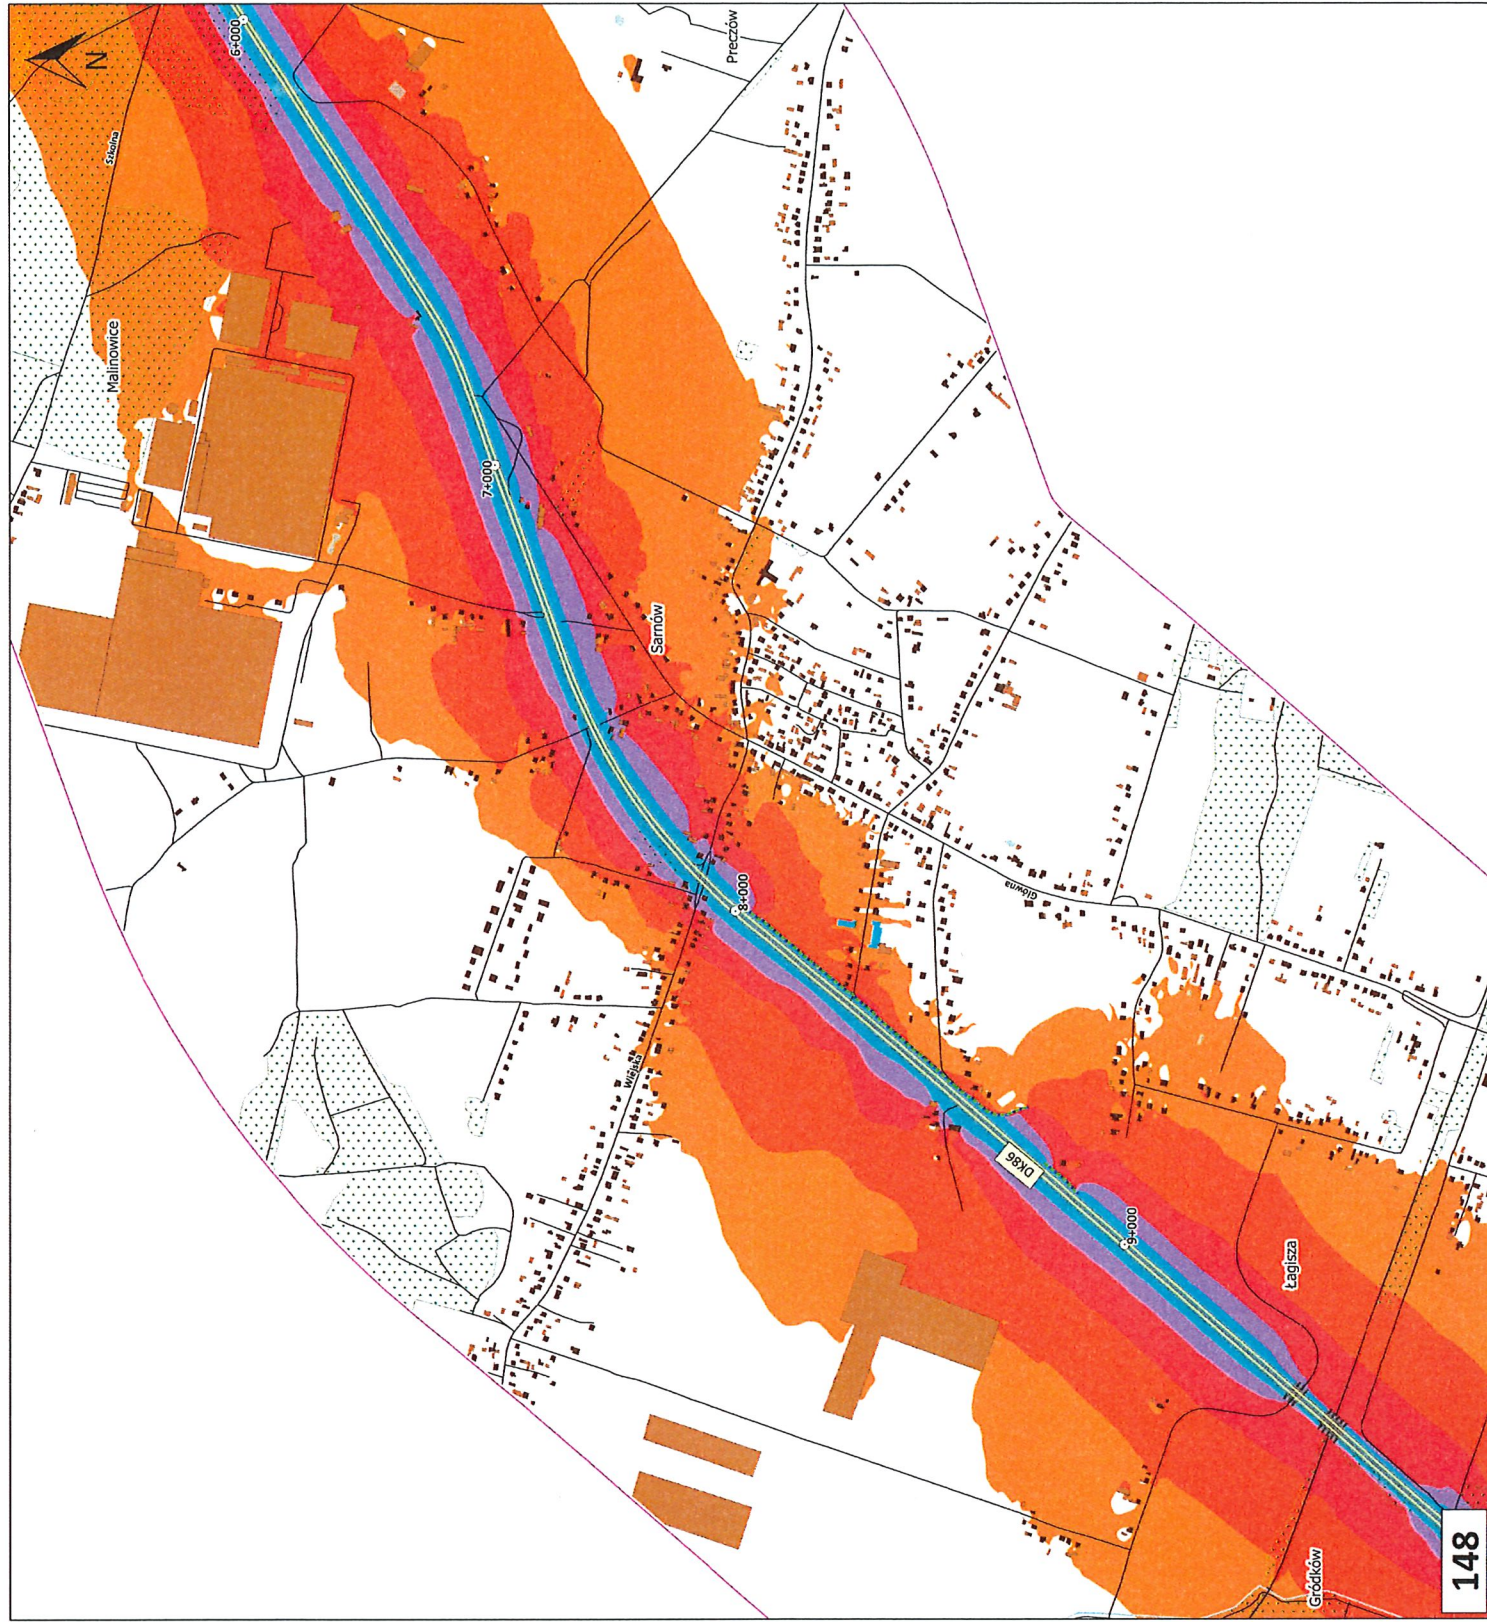 N
6+000
Preczów
Szkolna
Malinowice
7+000
Sarnów
8+000
Główna
Wiejska
DK86
9+000
Łagisza
Gródków
148